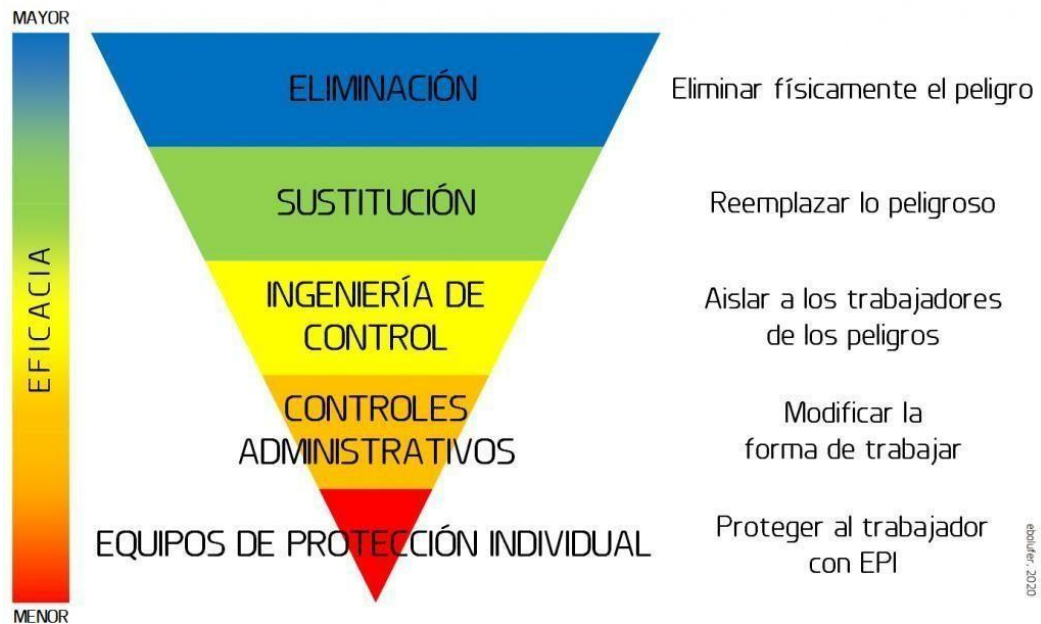 MAYOR
ELIMINACIÓN
Eliminar físicamente el peligro
SUSTITUCIÓN
Reemplazar lo peligroso
INGENIERÍA DE
CONTROL
Aislar a los trabajadores
de los peligros
CONTROLES
ADMINISTRATIVOS
Modificar la
forma de trabajar
EQUIPOS DE PROTECCIÓN INDIVIDUAL
Proteger al trabajador
con EPI
EFICACIA
MENOR
ebolufer, 2020